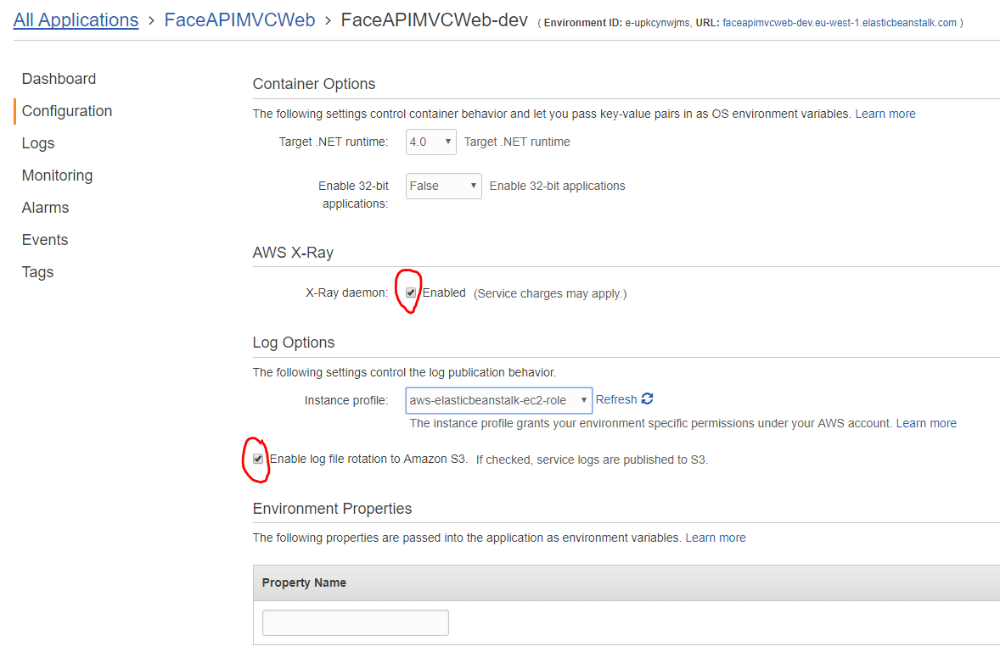 All Applications > FaceAPIMVCWeb > FaceAPIMVCWeb-dev ( Environment ID: e-upkcynwjms, URL: faceapimvcweb-dev.eu-west-1.elasticbeanstalk.com )
Dashboard
Configuration
Logs
Monitoring
Alarms
Events
Tags
Container Options
The following settings control container behavior and let you pass key-value pairs in as OS environment variables. Learn more
Target .NET runtime: 4.0 Target .NET runtime
Enable 32-bit
applications: False Enable 32-bit applications
AWS X-Ray
X-Ray daemon: Enabled (Service charges may apply.)
Log Options
The following settings control the log publication behavior.
Instance profile: aws-elasticbeanstalk-ec2-role Refresh
The instance profile grants your environment specific permissions under your AWS account. Learn more
Enable log file rotation to Amazon S3. If checked, service logs are published to S3.
Environment Properties
The following properties are passed into the application as environment variables. Learn more
Property Name